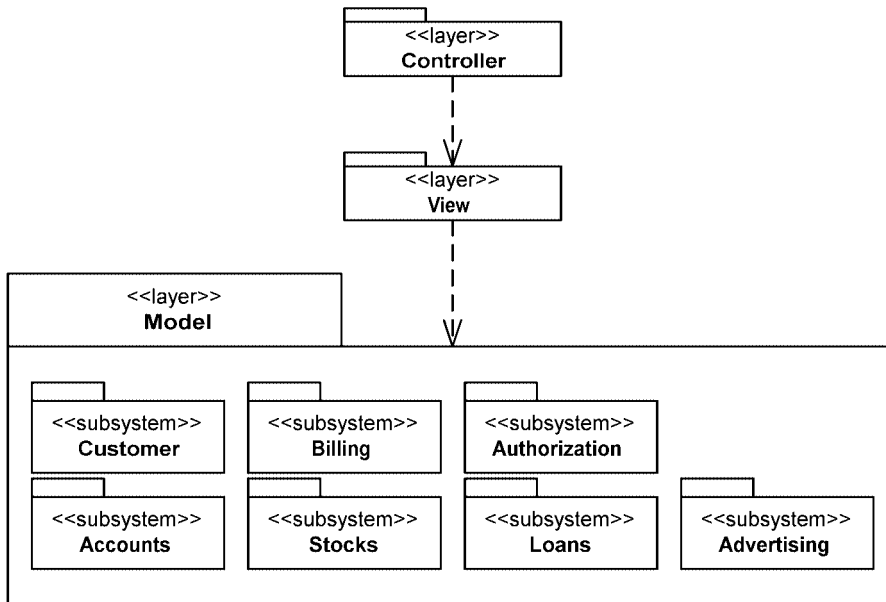 <<layer>>
Controller
<<layer>>
View
<<layer>>
Model
<<subsystem>>
Customer
<<subsystem>>
Billing
<<subsystem>>
Authorization
<<subsystem>>
Accounts
<<subsystem>>
Stocks
<<subsystem>>
Loans
<<subsystem>>
Advertising